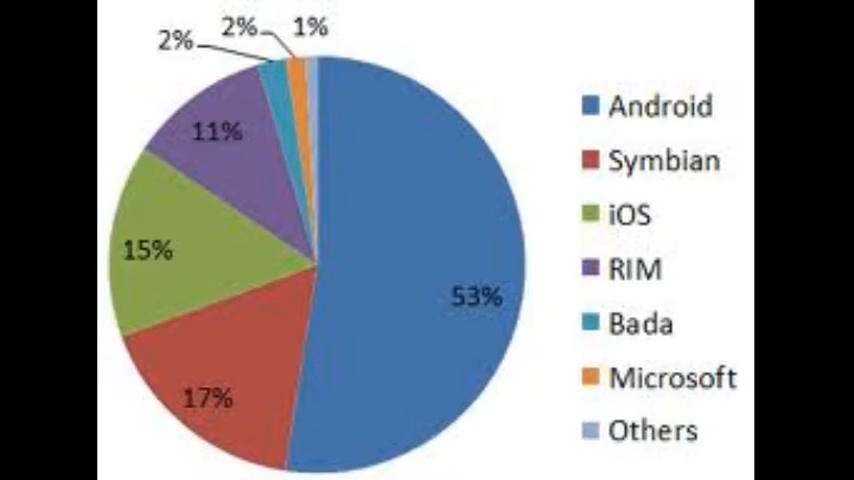 2% 2% 1%
11%
15%
53%
17%
Android
Symbian
iOS
RIM
Bada
Microsoft
Others